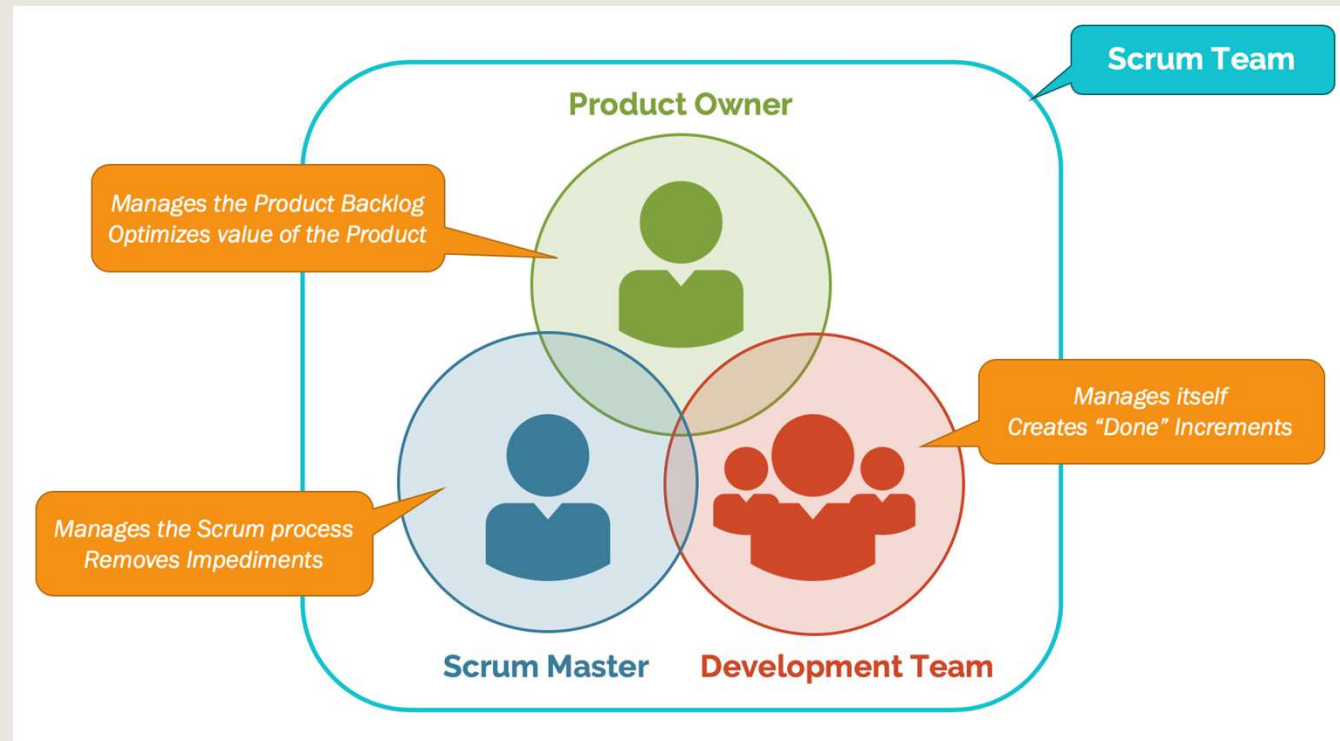 Scrum Team
Product Owner
Manages the Product Backlog
Optimizes value of the Product
Manages itself
Creates “Done” Increments
Manages the Scrum process
Removes Impediments
Scrum Master
Development Team